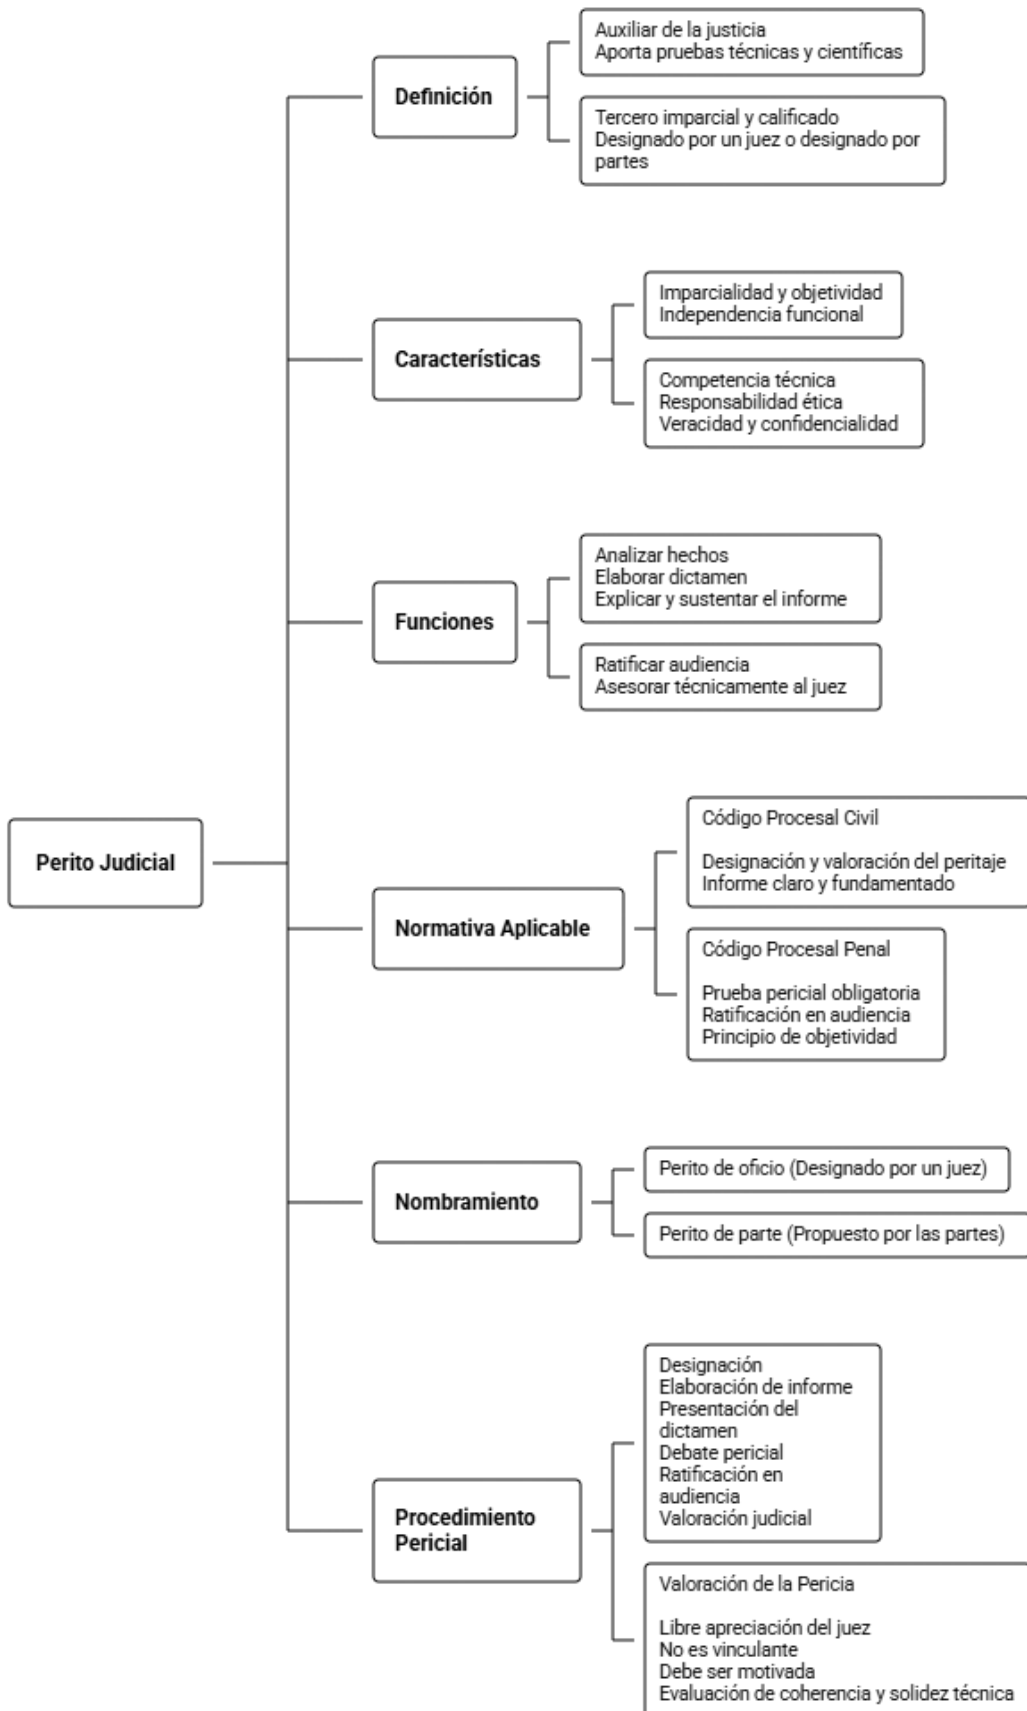 Perito Judicial
Definición
Auxiliar de la justicia
Aporta pruebas técnicas y científicas
Tercero imparcial y calificado
Designado por un juez o designado por
partes
Características
Imparcialidad y objetividad
Independencia funcional
Competencia técnica
Responsabilidad ética
Veracidad y confidencialidad
Funciones
Analizar hechos
Elaborar dictamen
Explicar y sustentar el informe
Ratificar audiencia
Asesorar técnicamente al juez
Normativa Aplicable
Código Procesal Civil
Designación y valoración del peritaje
Informe claro y fundamentado
Código Procesal Penal
Prueba pericial obligatoria
Ratificación en audiencia
Principio de objetividad
Nombramiento
Perito de oficio (Designado por un juez)
Perito de parte (Propuesto por las partes)
Procedimiento
Pericial
Designación
Elaboración de informe
Presentación del
dictamen
Debate pericial
Ratificación en
audiencia
Valoración judicial
Valoración de la Pericia
Libre apreciación del juez
No es vinculante
Debe ser motivada
Evaluación de coherencia y solidez técnica